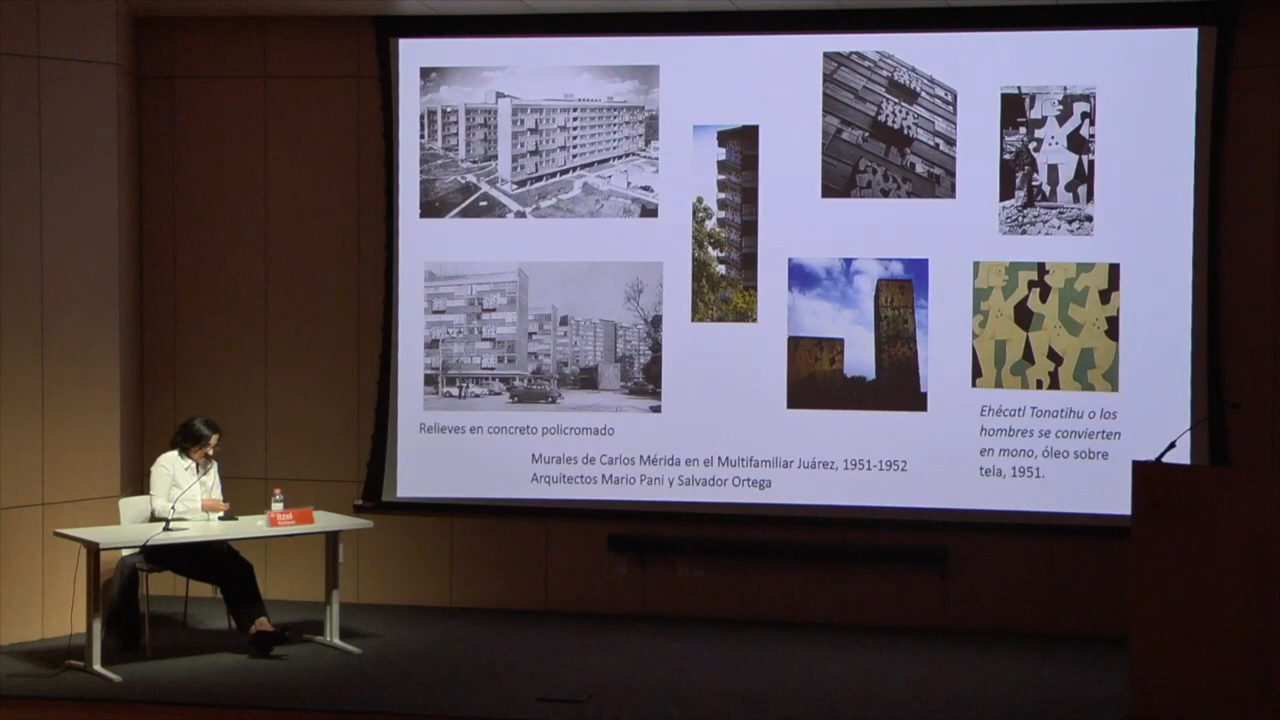 Relieves en concreto policromado
Murales de Carlos Mérida en el Multifamiliar Juárez, 1951-1952
Arquitectos Mario Pani y Salvador Ortega
Ehécatl Tonatihu o los
hombres se convierten
en mono, óleo sobre
tela, 1951.
Itzel